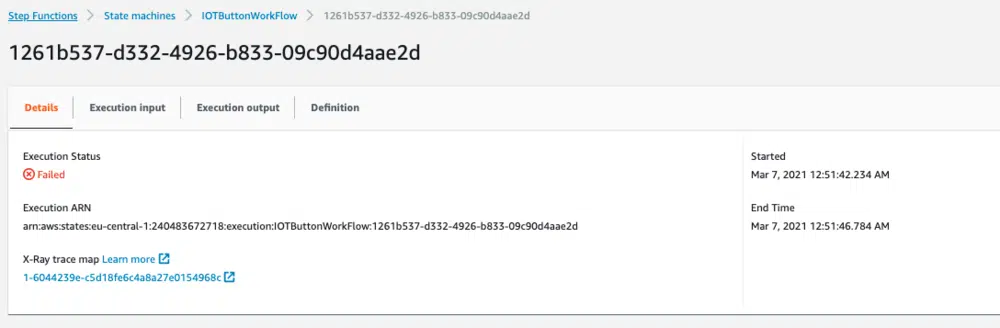 Step Functions > State machines > IOTButtonWorkFlow > 1261b537-d332-4926-b833-09c90d4aae2d
1261b537-d332-4926-b833-09c90d4aae2d
Details Execution input Execution output Definition
Execution Status
Failed
Execution ARN
arn:aws:states:eu-central-1:240483672718:execution:IOTButtonWorkFlow:1261b537-d332-4926-b833-09c90d4aae2d
X-Ray trace map Learn more
1-6044239e-c5d18fe6c4a8a27e0154968c
Started
Mar 7, 2021 12:51:42.234 AM
End Time
Mar 7, 2021 12:51:46.784 AM